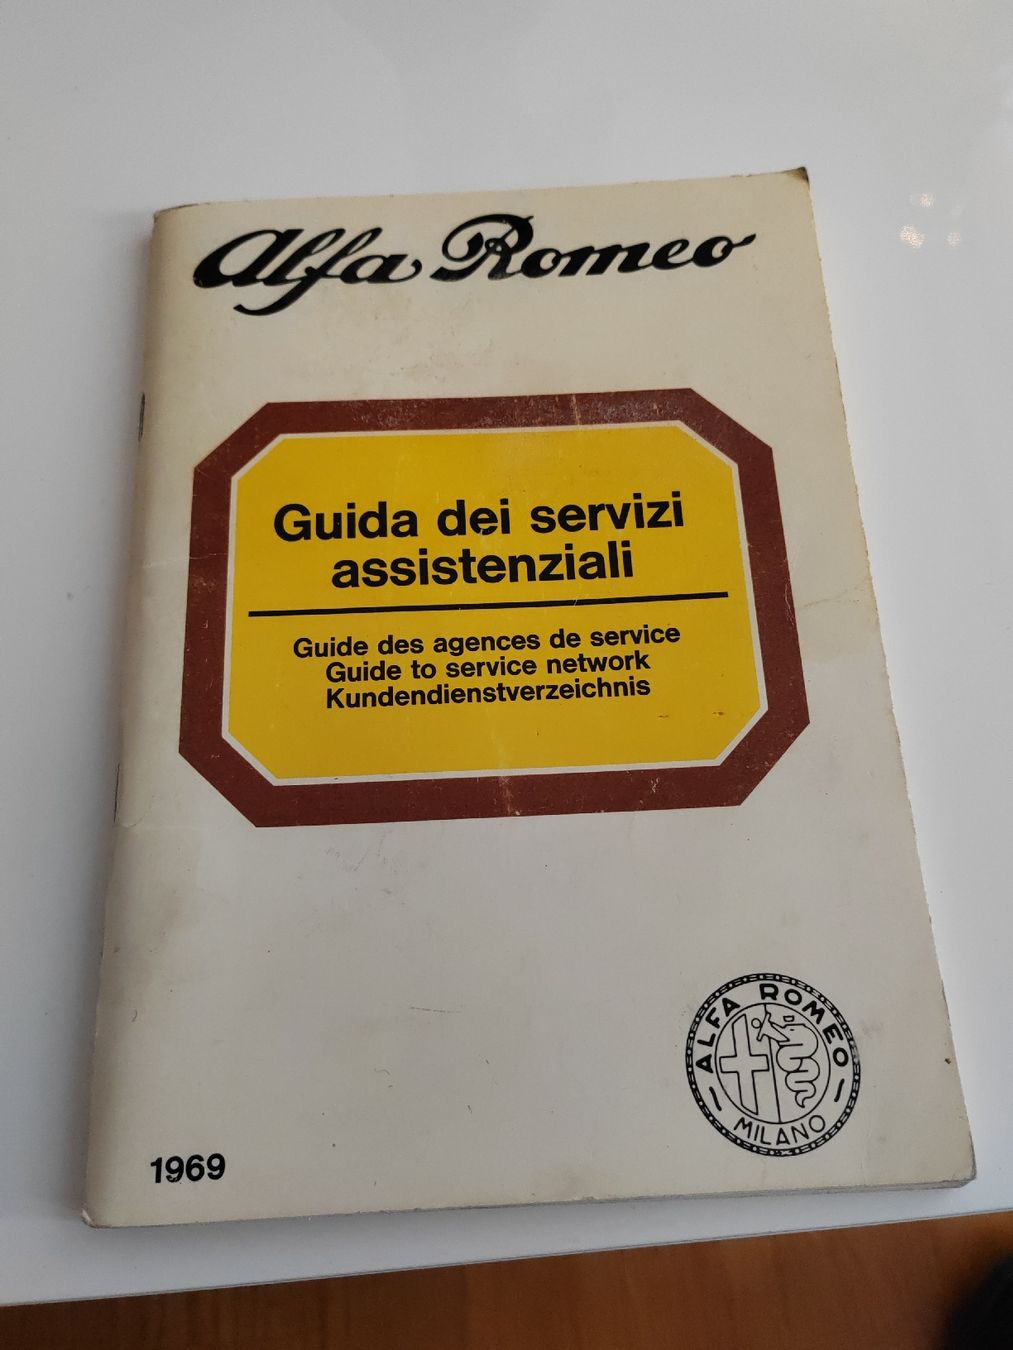 Alfa Romeo
Guida dei servizi
assistenziali
Guide des agences de service
Guide to service network
Kundendienstverzeichnis
ALFA ROMEO
MILANO
1969